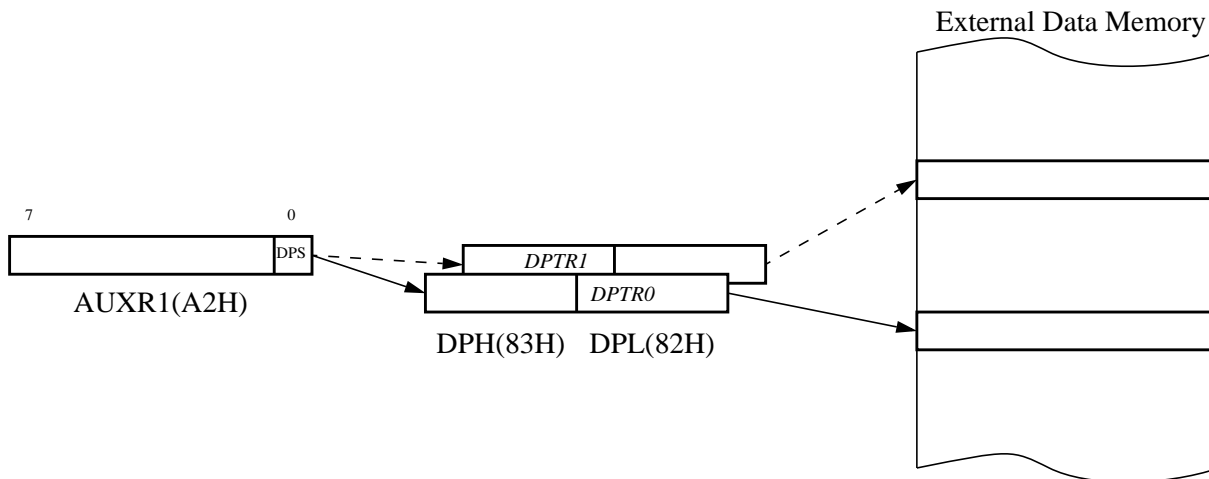 External Data Memory
7 0
DPS
DPTR1
DPTR0
AUXR1(A2H)
DPH(83H) DPL(82H)